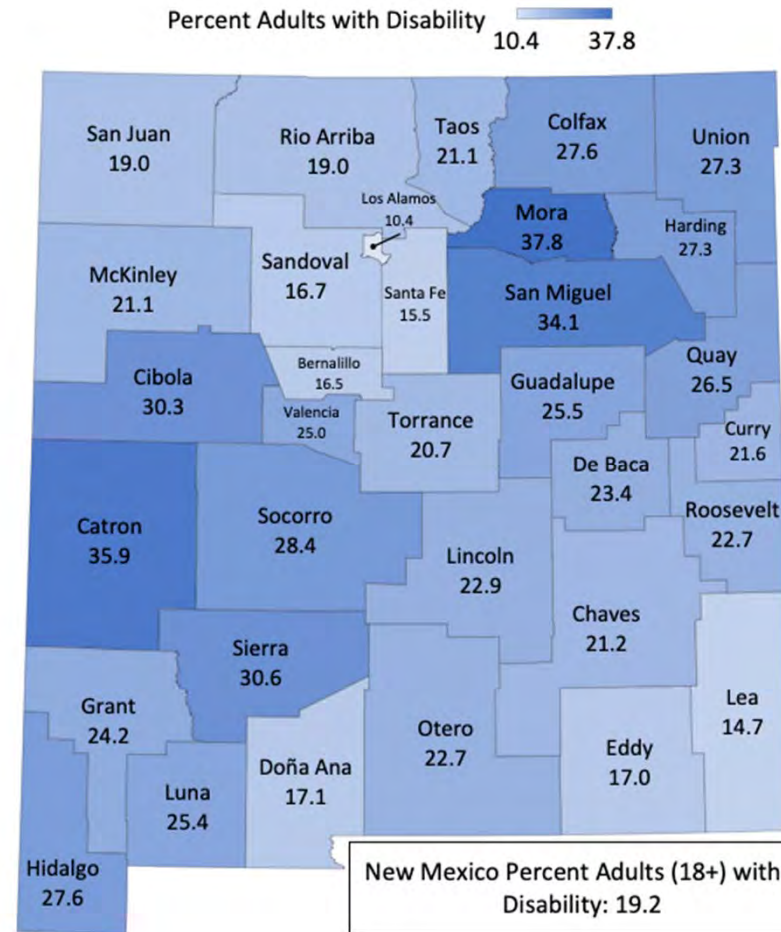 Percent Adults with Disability
10.4 37.8
San Juan
19.0
Rio Arriba
19.0
Taos
21.1
Colfax
27.6
Union
27.3
Los Alamos
10.4
Mora
37.8
Harding
27.3
McKinley
21.1
Sandoval
16.7
Santa Fe
15.5
San Miguel
34.1
Cibola
30.3
Bernalillo
16.5
Valencia
25.0
Torrance
20.7
Guadalupe
25.5
Quay
26.5
Curry
21.6
De Baca
23.4
Roosevelt
22.7
Catron
35.9
Socorro
28.4
Lincoln
22.9
Chaves
21.2
Sierra
30.6
Grant
24.2
Lea
14.7
Otero
22.7
Eddy
17.0
Doña Ana
17.1
Luna
25.4
Hidalgo
27.6
New Mexico Percent Adults (18+) with
Disability: 19.2